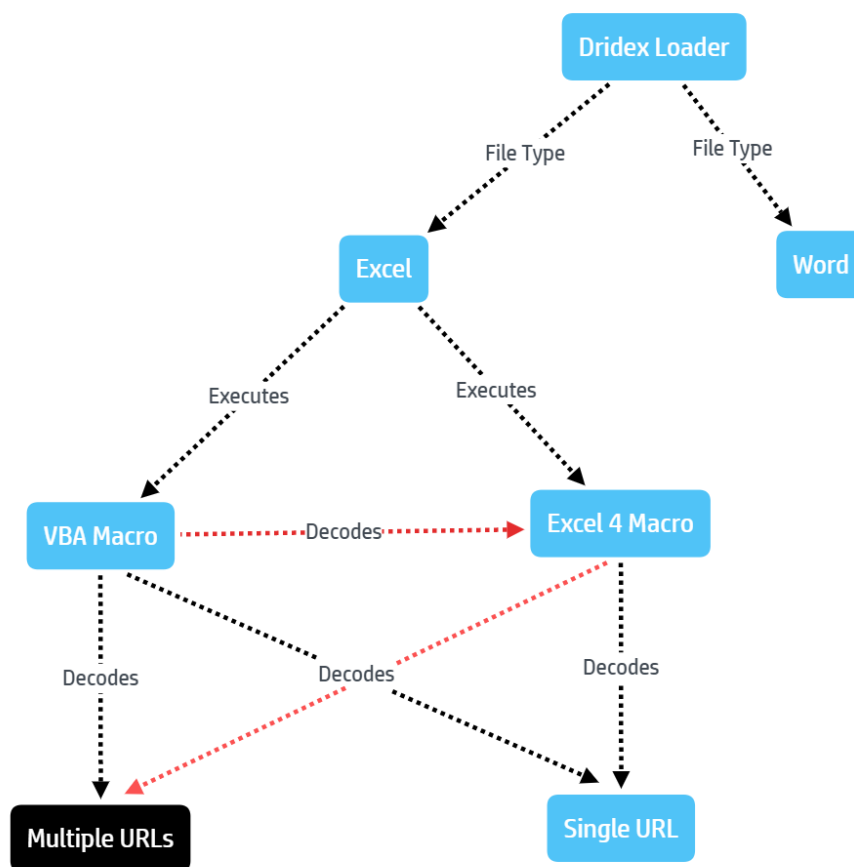 Dridex Loader
File Type
File Type
Excel
Word
Executes
Executes
VBA Macro
Decodes
Excel 4 Macro
Decodes
Decodes
Decodes
Multiple URLs
Single URL